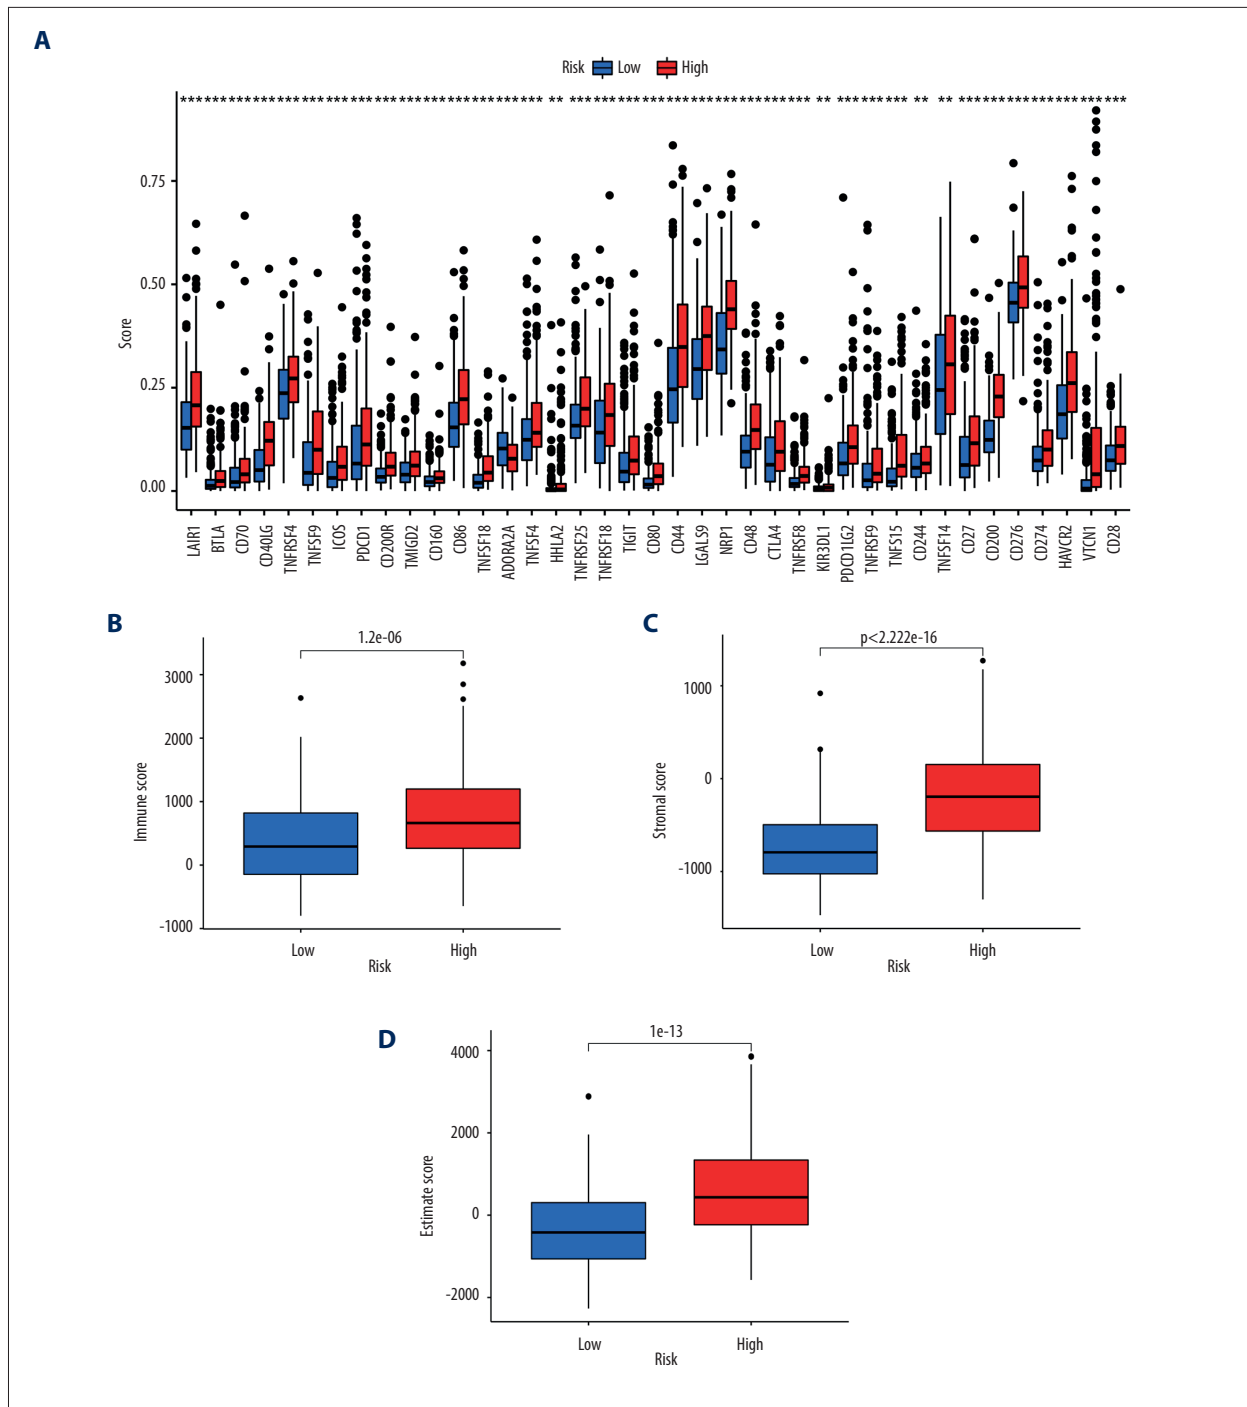 A
Risk Low High
*** *** *** *** *** *** *** *** *** *** *** *** *** *** *** ** *** *** *** *** *** *** *** *** *** *** ** *** *** *** ** ** *** *** *** *** *** *** ***
0.75
0.50
0.25
0.00
Score
LAIR1 BTLA CD70 CD40LG TNFRSF4 TNFSF9 ICOS PDCD1 CD200R TMIGD2 CD160 CD86 TNFSF18 ADORA2A TNFSF4 HHLA2 TNFRSF25 TNFRSF18 TIGIT CD80 CD44 LGALS9 NRP1 CD48 CTLA4 TNFRSF8 KIR3DL1 PDCD1LG2 TNFRSF9 TNFS15 CD244 TNFSF14 CD27 CD200 CD276 CD274 HAVCR2 VTCN1 CD28
B
1.2e-06
3000
2000
1000
0
-1000
Immune score
Low High
Risk
C
p<2.222e-16
1000
0
-1000
Stromal score
Low High
Risk
D
1e-13
4000
2000
0
-2000
Estimate score
Low High
Risk